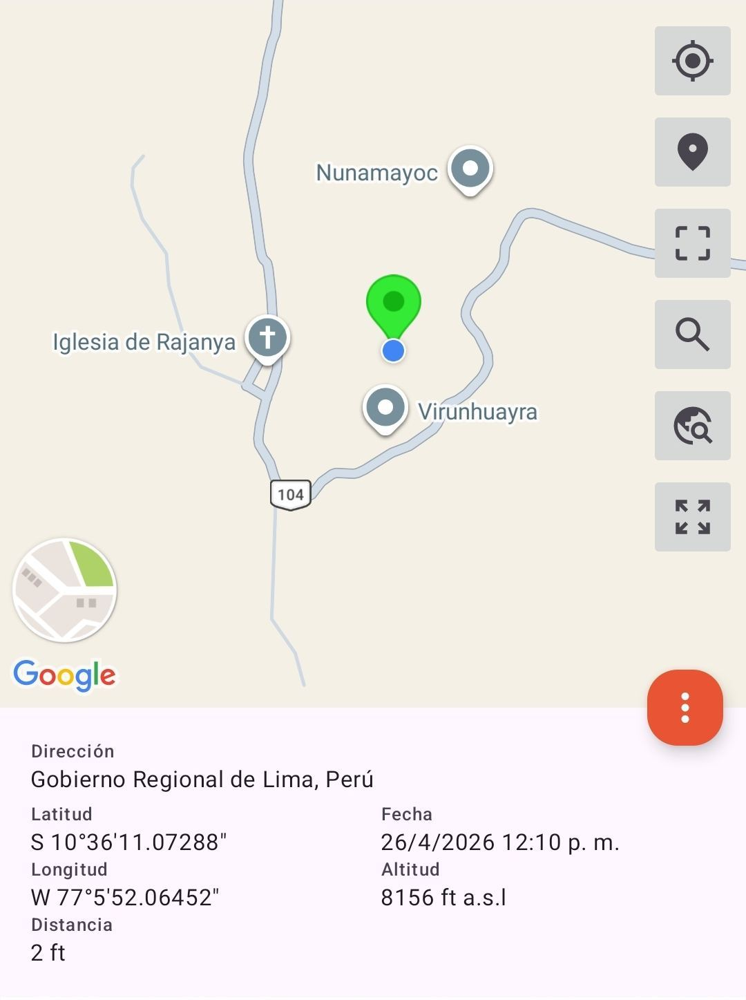 Nunamayoc
Iglesia de Rajanya
Virunhuayra
104
Google
Dirección
Gobierno Regional de Lima, Perú
Latitud
S 10°36'11.07288"
Fecha
26/4/2026 12:10 p. m.
Longitud
W 77°5'52.06452"
Altitud
8156 ft a.s.l
Distancia
2 ft